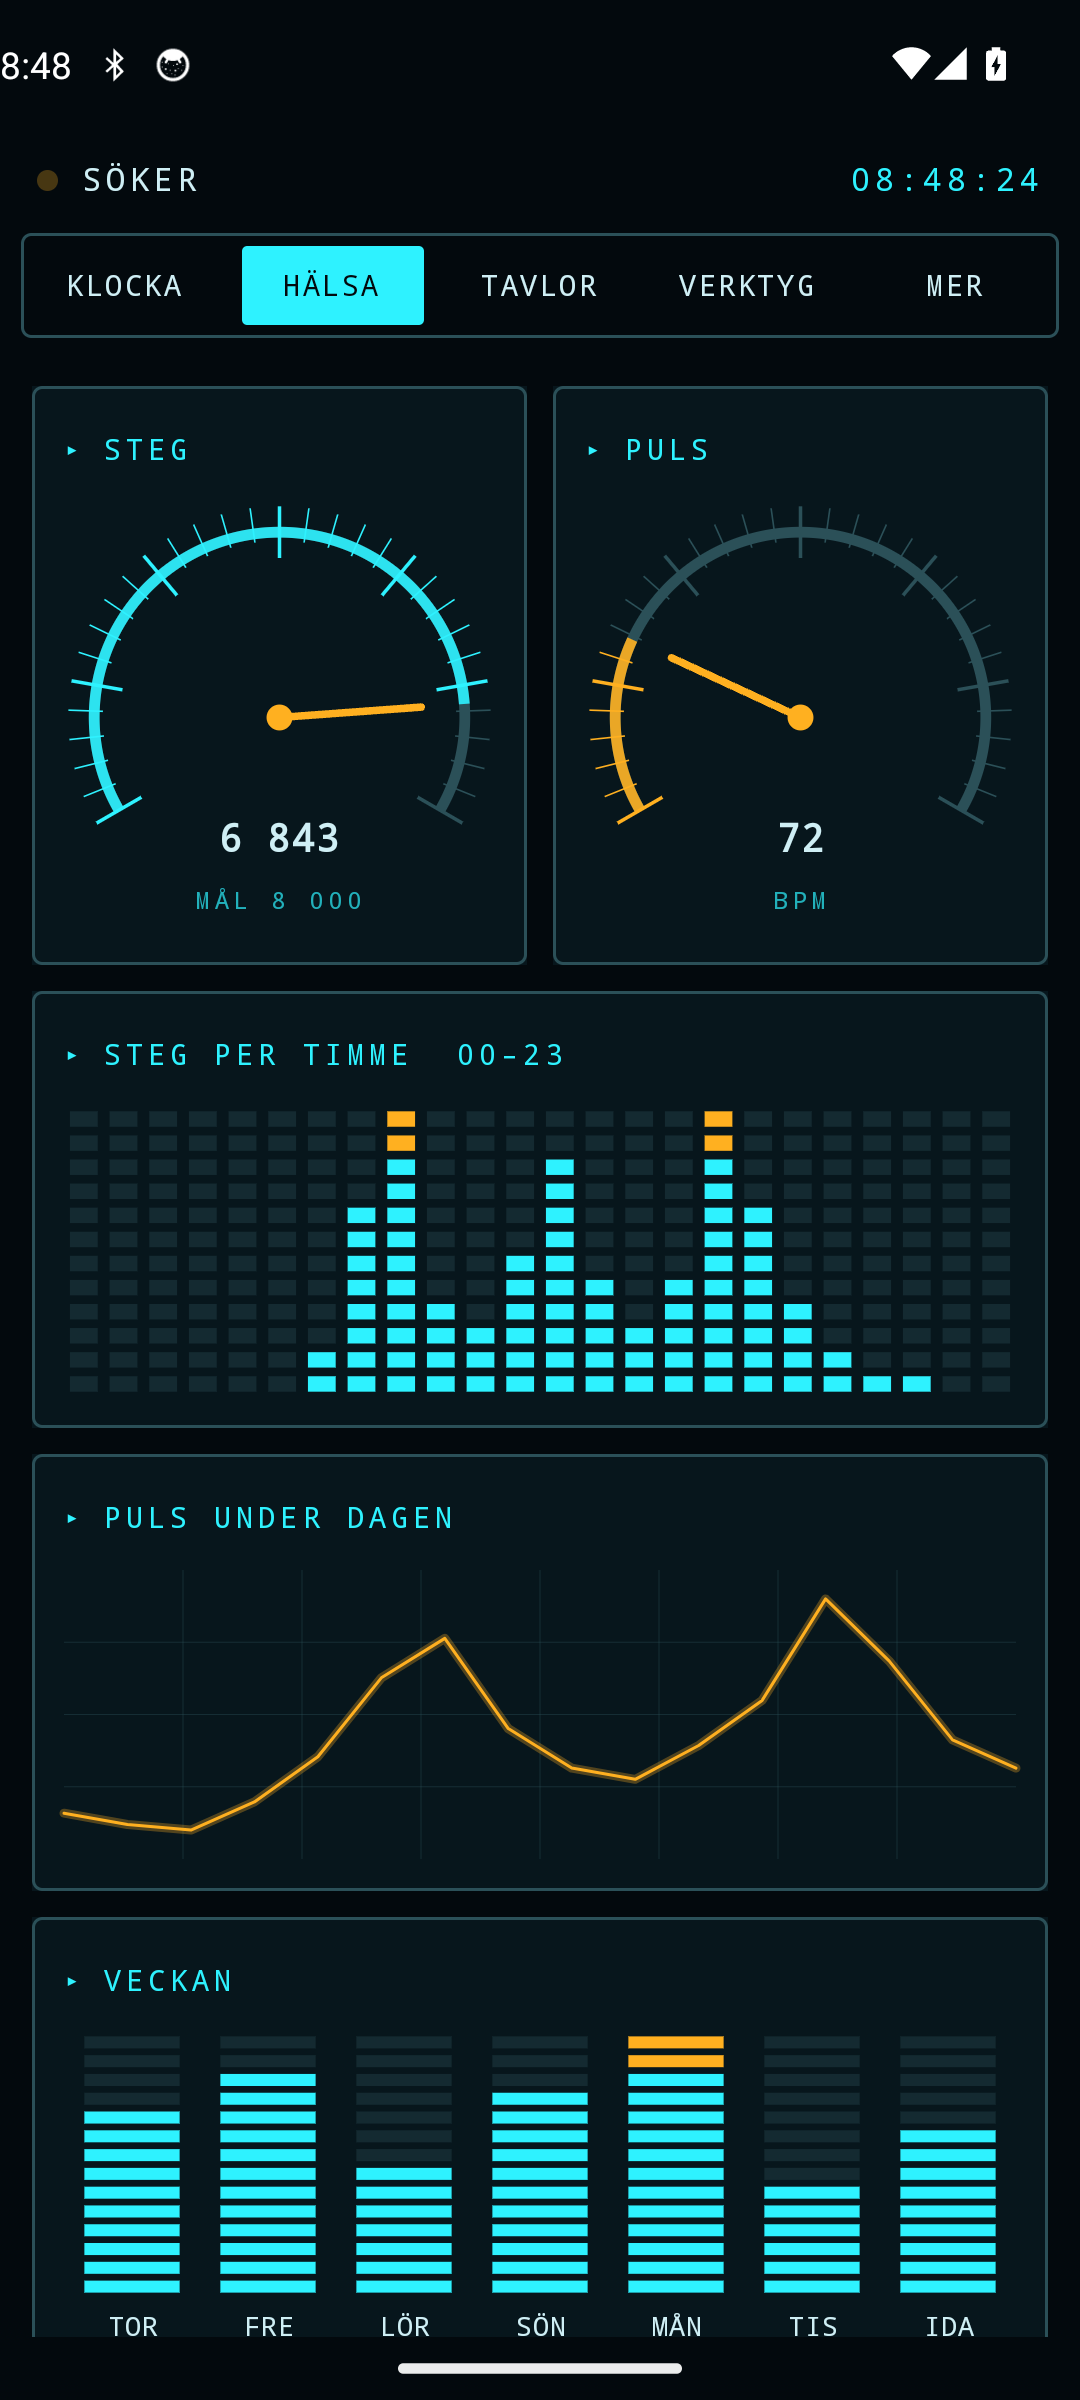 8:48
SÖKER 08:48:24
KLOCKA HÄLSA TAVLOR VERKTYG MER
▸ STEG
6 843
MÅL 8 000
▸ PULS
72
BPM
▸ STEG PER TIMME 00–23
▸ PULS UNDER DAGEN
▸ VECKAN
TOR FRE LÖR SÖN MÅN TIS IDA